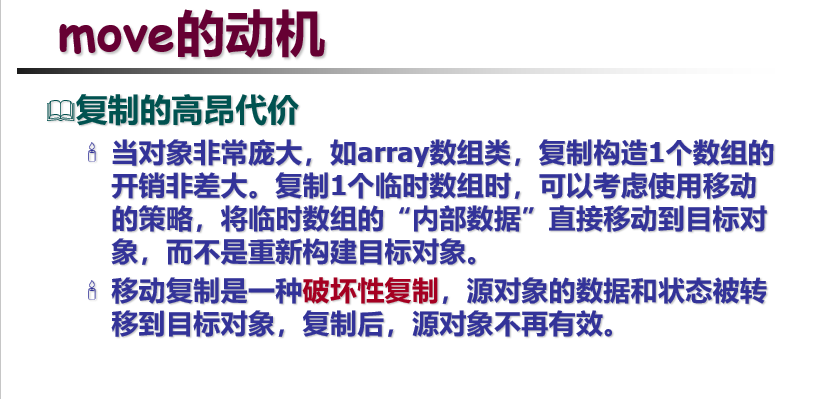 move的动机
复制的高昂代价
当对象非常庞大，如array数组类，复制构造1个数组的
开销非差大。复制1个临时数组时，可以考虑使用移动
的策略，将临时数组的“内部数据”直接移动到目标对
象，而不是重新构建目标对象。
移动复制是一种破坏性复制，源对象的数据和状态被转
移到目标对象，复制后，源对象不再有效。